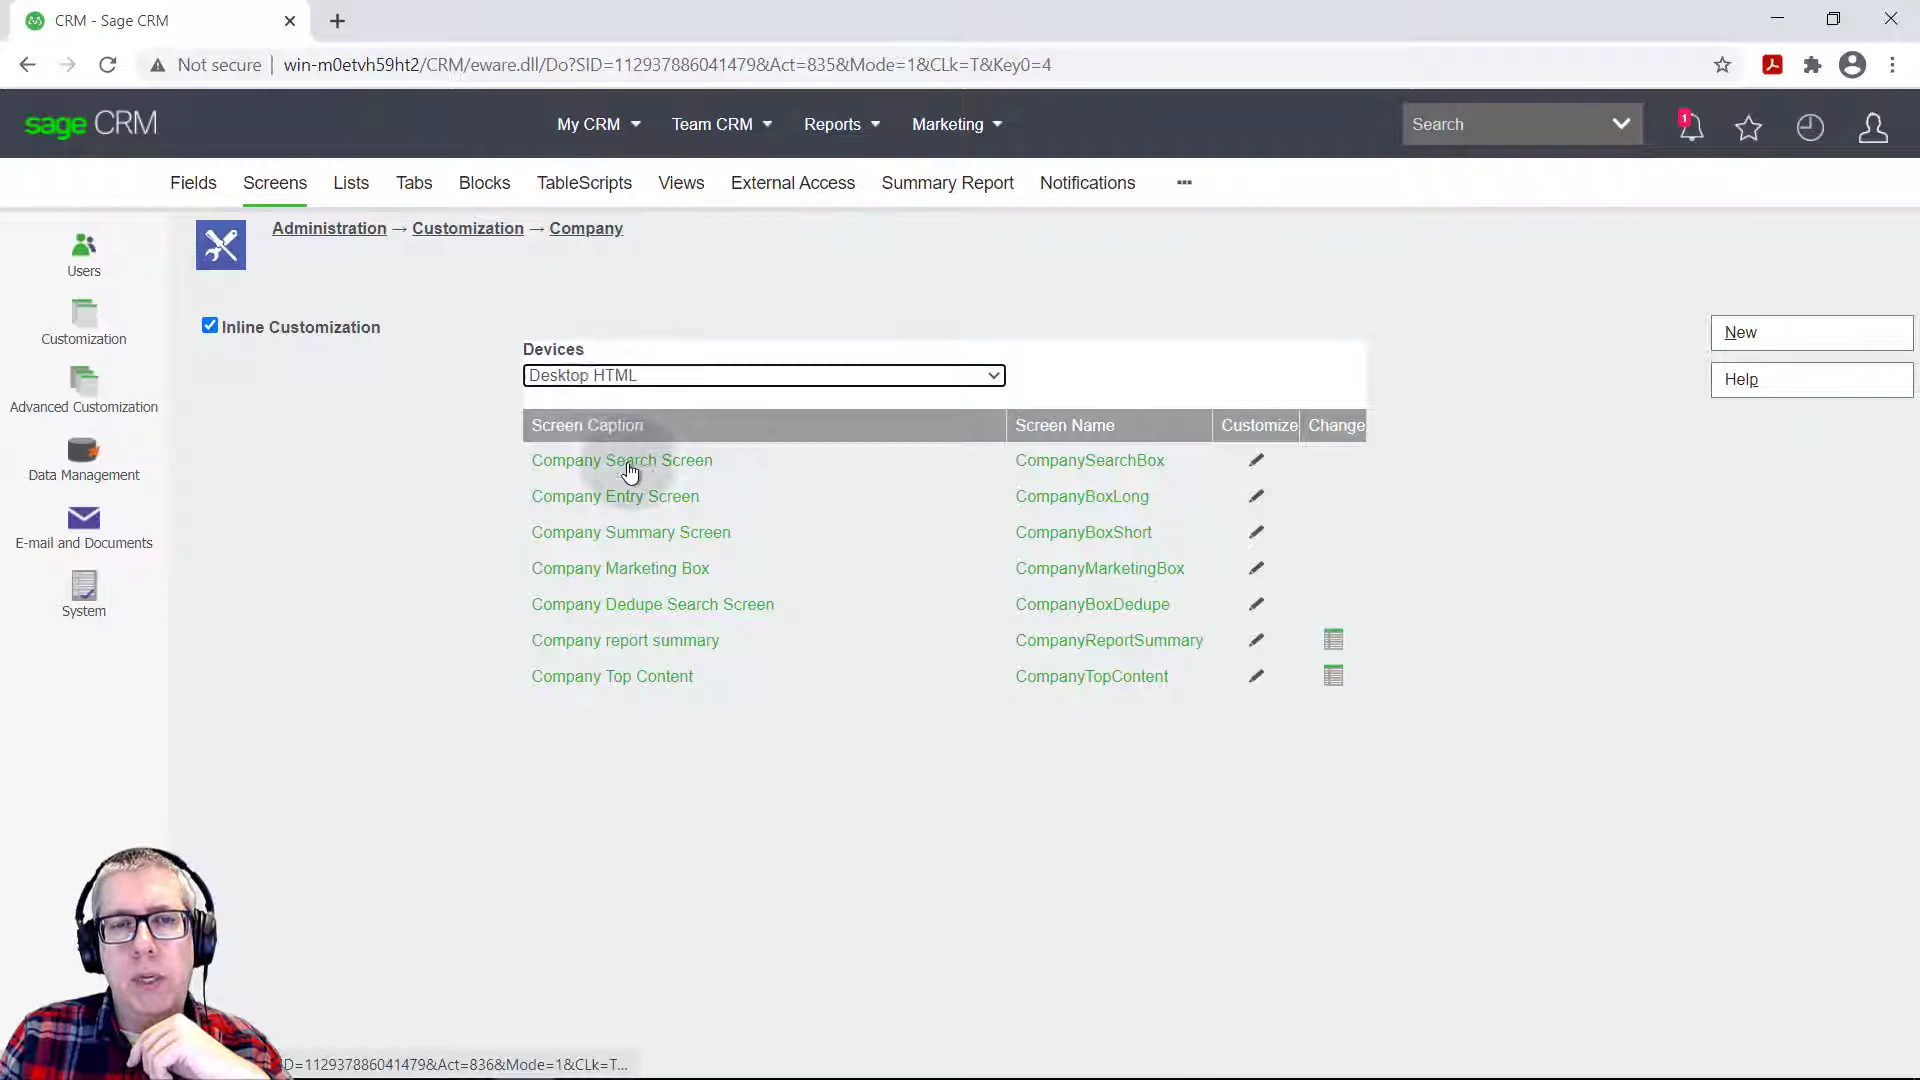 CRM - Sage CRM
Not secure | win-m0etvh59ht2/CRM/eware.dll/Do?SID=112937886041479&Act=835&Mode=1&CLk=T&Key0=4
sage CRM
My CRM Team CRM Reports Marketing
Search
1
Fields Screens Lists Tabs Blocks TableScripts Views External Access Summary Report Notifications ...
Administration → Customization → Company
Users
Customization
Advanced Customization
Data Management
E-mail and Documents
System
Inline Customization
Devices
Desktop HTML
New
Help
Screen Caption Screen Name Customize Change
Company Search Screen CompanySearchBox
Company Entry Screen CompanyBoxLong
Company Summary Screen CompanyBoxShort
Company Marketing Box CompanyMarketingBox
Company Dedupe Search Screen CompanyBoxDedupe
Company report summary CompanyReportSummary
Company Top Content CompanyTopContent
ID=112937886041479&Act=836&Mode=1&CLk=T...